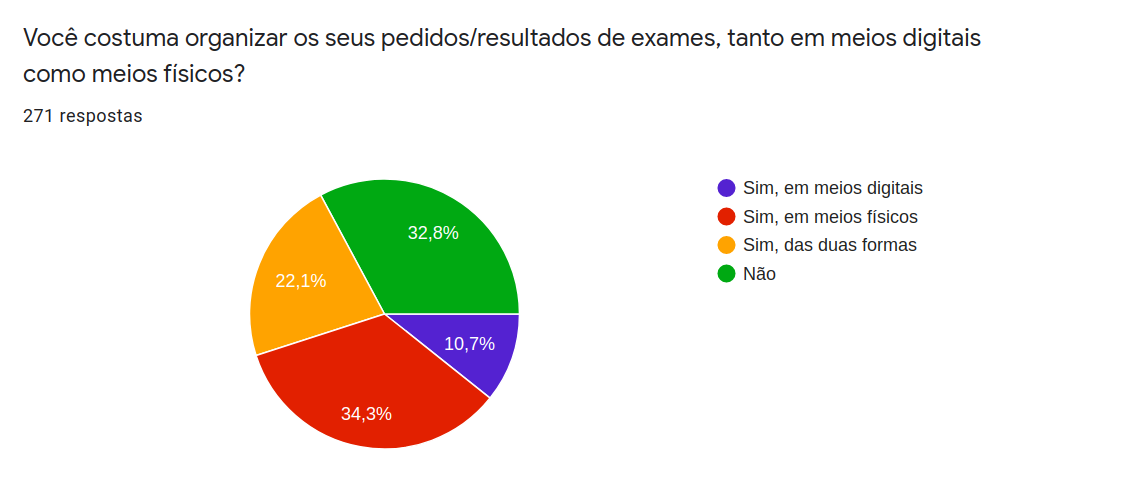 Você costuma organizar os seus pedidos/resultados de exames, tanto em meios digitais
como meios físicos?
271 respostas
Sim, em meios digitais
Sim, em meios físicos
Sim, das duas formas
Não
32,8%
22,1%
10,7%
34,3%